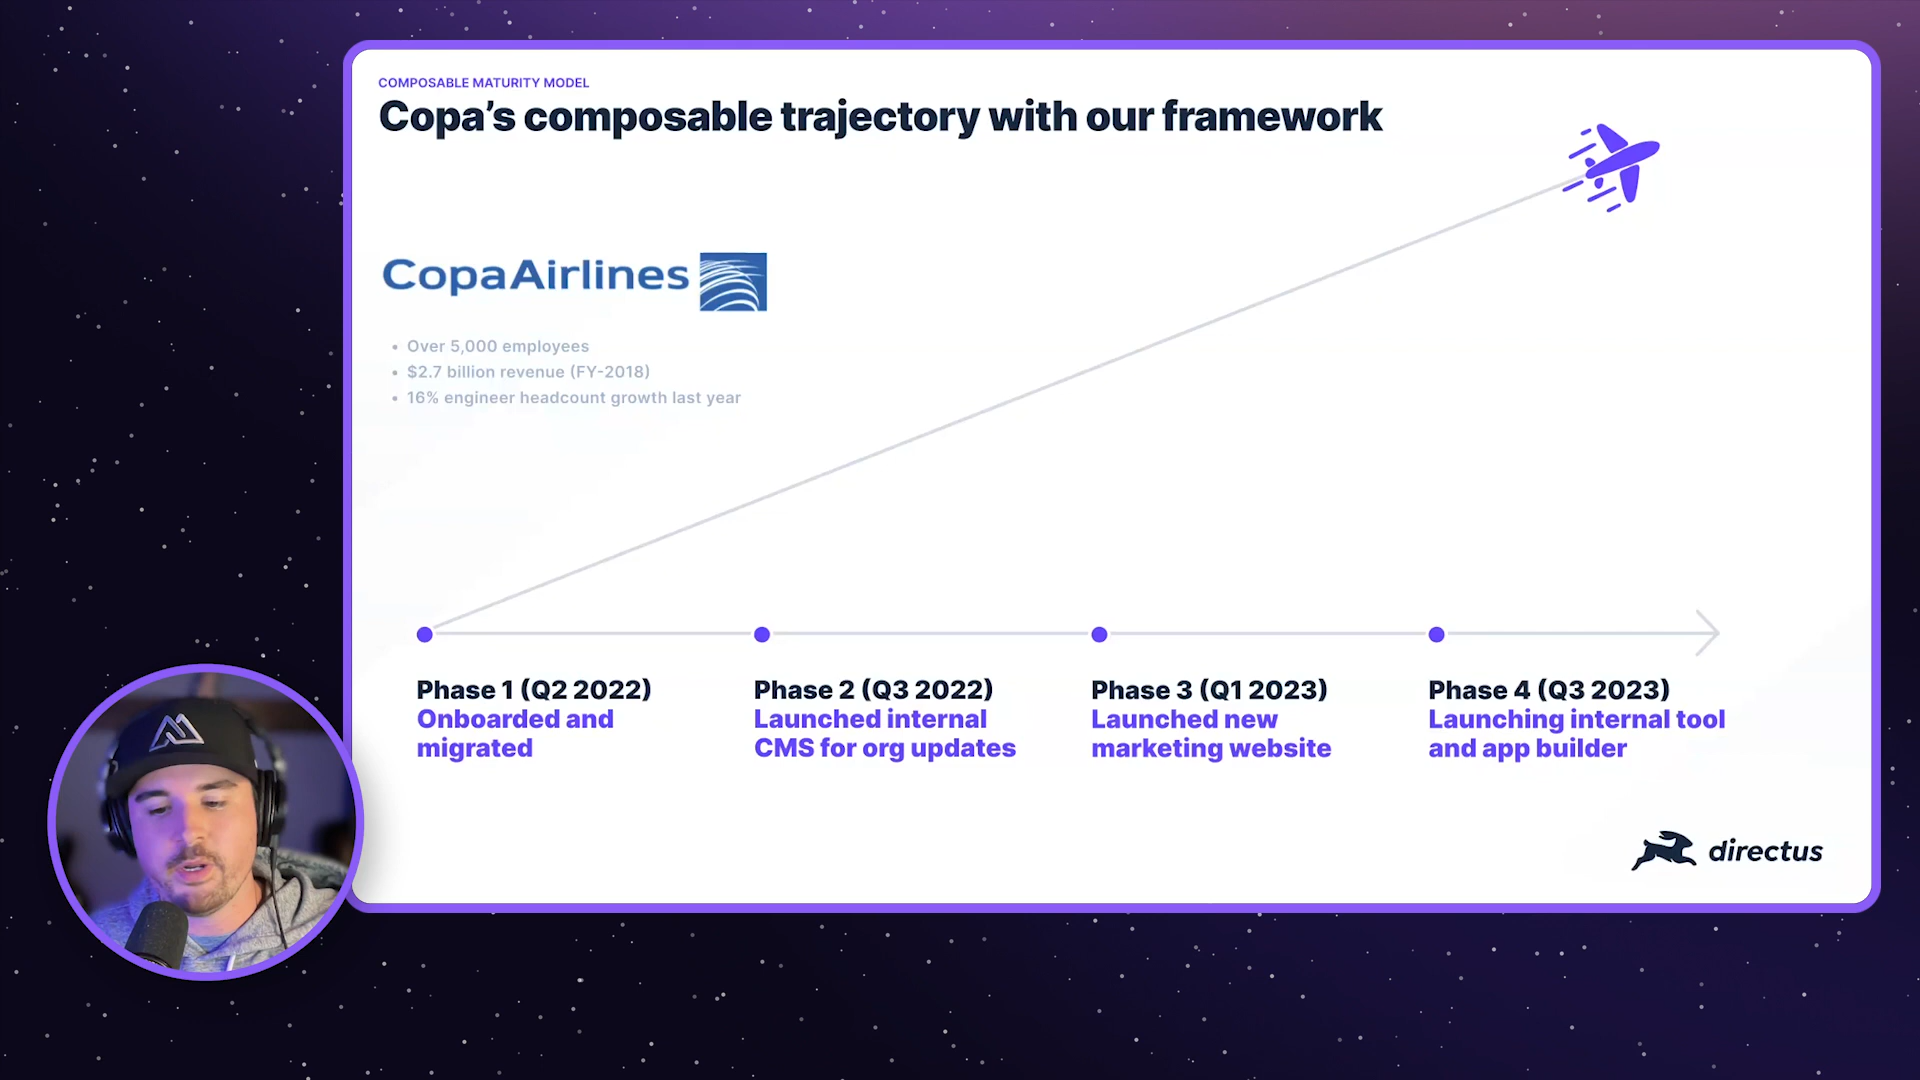 COMPOSABLE MATURITY MODEL
Copa’s composable trajectory with our framework
CopaAirlines
• Over 5,000 employees
• $2.7 billion revenue (FY-2018)
• 16% engineer headcount growth last year
Phase 1 (Q2 2022)
Onboarded and
migrated
Phase 2 (Q3 2022)
Launched internal
CMS for org updates
Phase 3 (Q1 2023)
Launched new
marketing website
Phase 4 (Q3 2023)
Launching internal tool
and app builder
directus